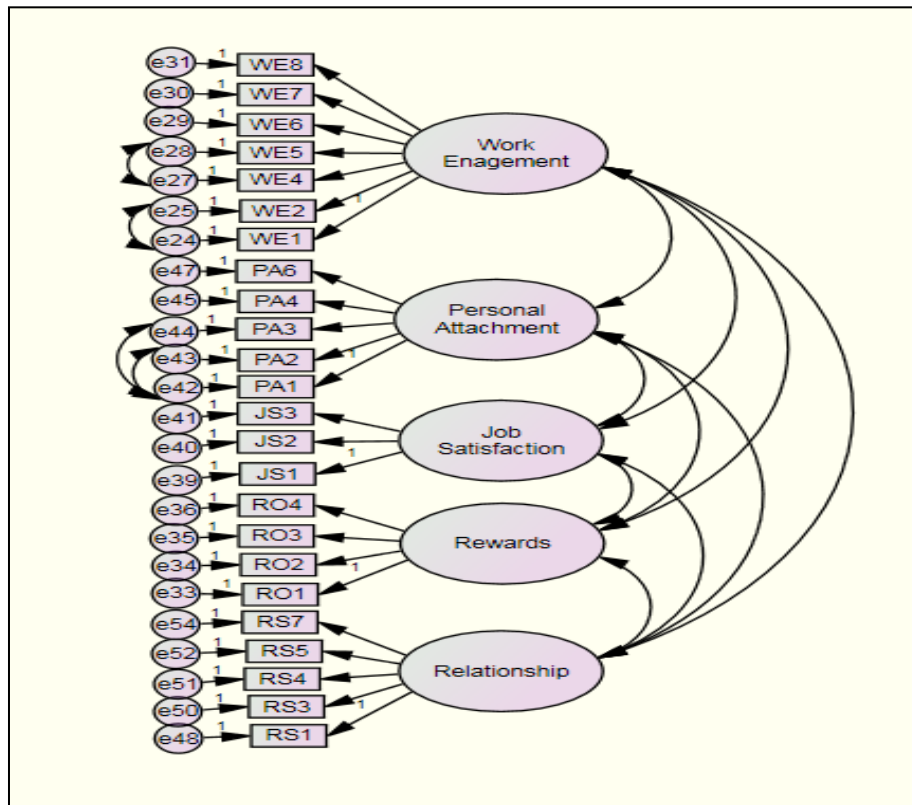 e31 1 WE8
e30 1 WE7
e29 1 WE6
e28 1 WE5
e27 1 WE4
e25 1 WE2 1
e24 1 WE1
Work
Enagement
e47 1 PA6
e45 1 PA4
e44 1 PA3
e43 1 PA2 1
e42 1 PA1
Personal
Attachment
e41 1 JS3
e40 1 JS2
e39 1 JS1 1
Job
Satisfaction
e36 1 RO4
e35 1 RO3
e34 1 RO2 1
e33 1 RO1
Rewards
e54 1 RS7
e52 1 RS5
e51 1 RS4
e50 1 RS3 1
e48 1 RS1
Relationship